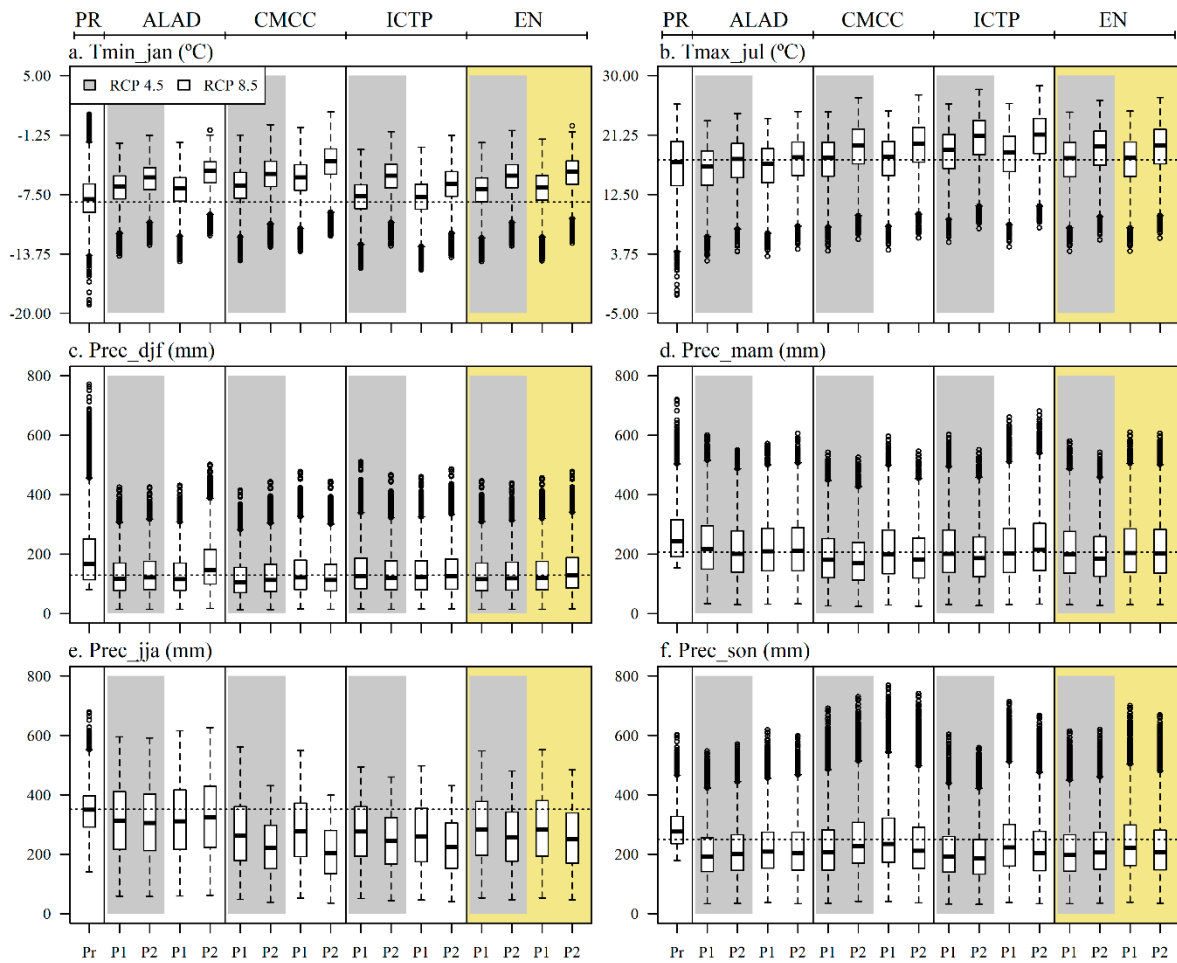 PR ALAD CMCC ICTP EN PR ALAD CMCC ICTP EN
a. Tmin_jan (ºC) b. Tmax_jul (ºC)
RCP 4.5 RCP 8.5
5.00 30.00
-1.25 21.25
-7.50 12.50
-13.75 3.75
-20.00 -5.00
c. Prec_djf (mm) d. Prec_mam (mm)
800 800
600 600
400 400
200 200
0 0
e. Prec_jja (mm) f. Prec_son (mm)
800 800
600 600
400 400
200 200
0 0
Pr P1 P2 P1 P2 P1 P2 P1 P2 P1 P2 P1 P2 P1 P2 P1 P2 Pr P1 P2 P1 P2 P1 P2 P1 P2 P1 P2 P1 P2 P1 P2 P1 P2